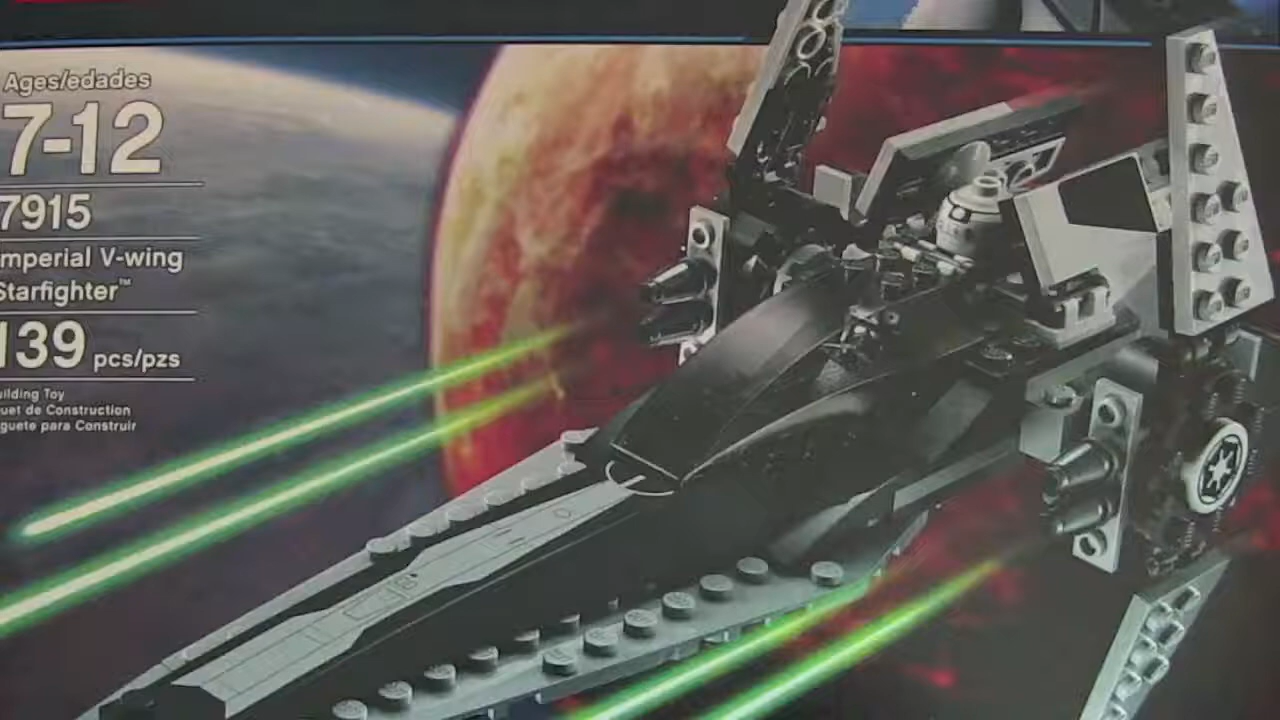 Ages/edades
7-12
7915
mperial V-wing
Starfighter™
139 pcs/pzs
uilding Toy
uet de Construction
guete para Construir